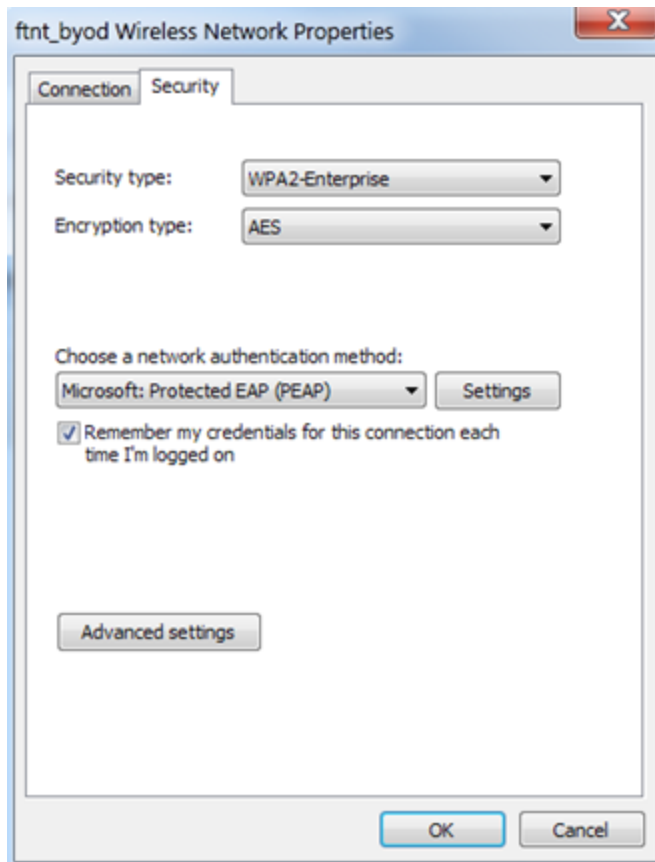 ftnt_byod Wireless Network Properties
Connection Security
Security type: WPA2-Enterprise
Encryption type: AES
Choose a network authentication method:
Microsoft: Protected EAP (PEAP) Settings
Remember my credentials for this connection each
time I'm logged on
Advanced settings
OK Cancel